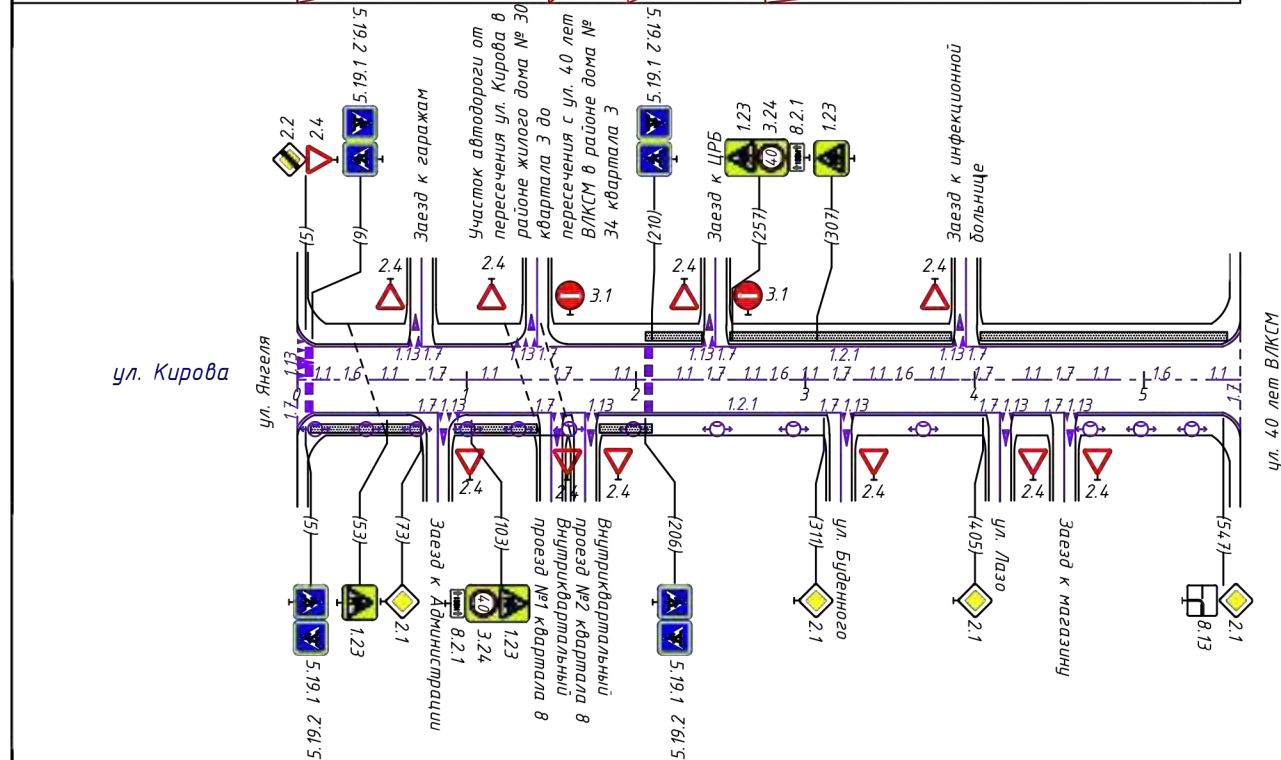 5.19.1 5.19.2
2.2
2.4
(5)
(6)
Заезд к гаражам
Участок автодороги от
пересечения ул. Кирова в
районе жилого дома № 30
квартала 3 до
пересечения с ул. 40 лет
ВЛКСМ в районе дома №
34 квартала 3
5.19.1 5.19.2
(210)
Заезд к ЦРБ
1.23
3.24
8.2.1
40
(257)
1.23
(307)
Заезд к инфекционной
больнице
2.4
2.4
3.1
2.4
3.1
2.4
ул. Янгеля
ул. Кирова
1.13
1.13 1.7
1.13 1.7
1.13 1.7
1.2.1
1.13 1.7
0 1.1 1.6 1.1 1.7 1 1.1 1.7 1.1 2 1.1 1.7 1.1 1.6 1.1 3 1.7 1.1 1.6 1.1 4 1.7 1.1 1.7 1.1 5 1.6 1.1
1.7
1.7 1.13
1.7
1.13
1.2.1
1.7 1.13
1.7 1.13
1.7 1.13
1.7
ул. 40 лет ВЛКСМ
2.4
2.4
2.4
2.4
2.4
2.4
(5)
(53)
(73)
(103)
(206)
(311)
(405)
(547)
5.19.1 5.19.2
1.23
2.1
Заезд к Администрации
8.2.1
3.24
1.23
40
Внутриквартальный
проезд №1 квартала 8
Внутриквартальный
проезд №2 квартала 8
5.19.1 5.19.2
2.1
ул. Буденного
2.1
ул. Лазо
Заезд к магазину
8.13
2.1